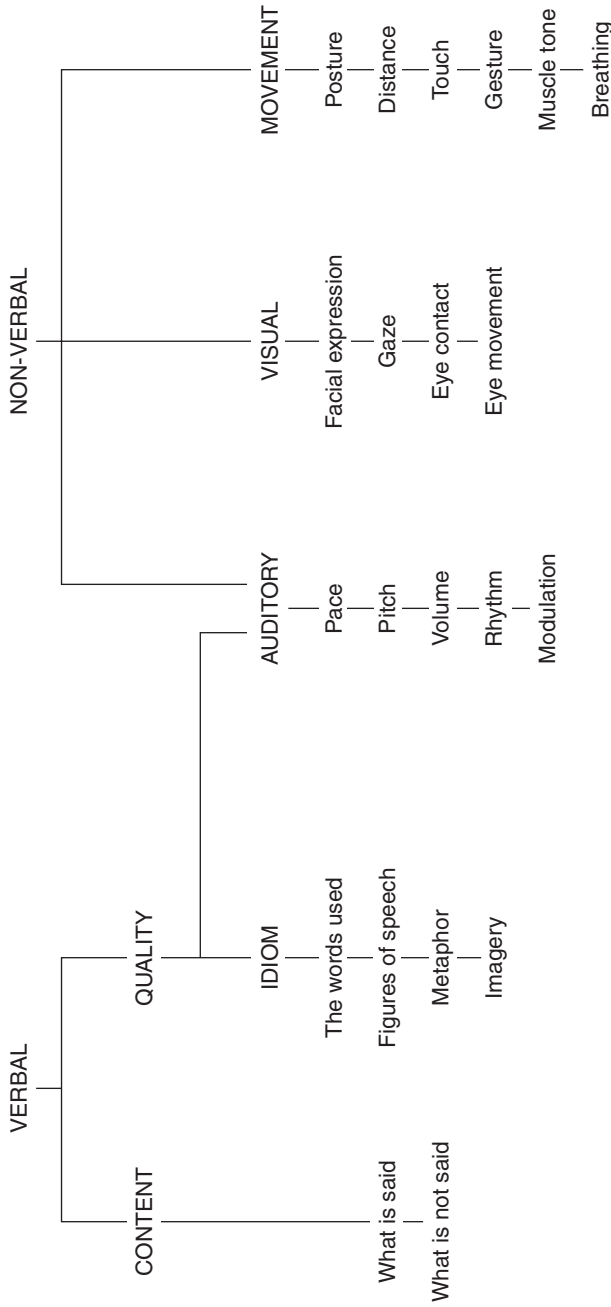 VERBAL
CONTENT
What is said
What is not said
QUALITY
IDIOM
The words used
Figures of speech
Metaphor
Imagery
NON-VERBAL
AUDITORY
Pace
Pitch
Volume
Rhythm
Modulation
VISUAL
Facial expression
Gaze
Eye contact
Eye movement
MOVEMENT
Posture
Distance
Touch
Gesture
Muscle tone
Breathing